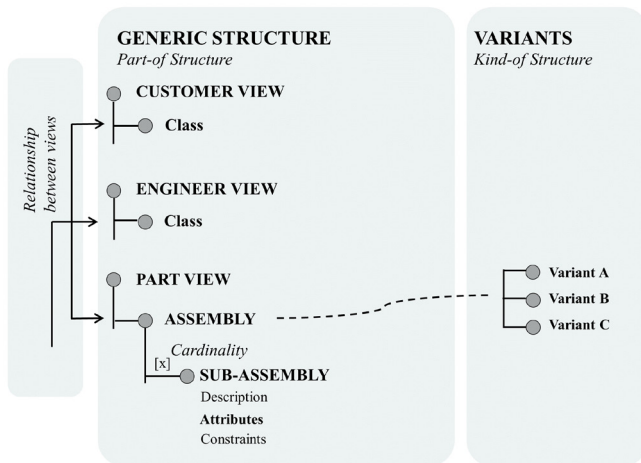 GENERIC STRUCTURE
Part-of Structure
VARIANTS
Kind-of Structure
Relationship
between views
CUSTOMER VIEW
Class
ENGINEER VIEW
Class
PART VIEW
ASSEMBLY
Cardinality
[x]
SUB-ASSEMBLY
Description
Attributes
Constraints
Variant A
Variant B
Variant C